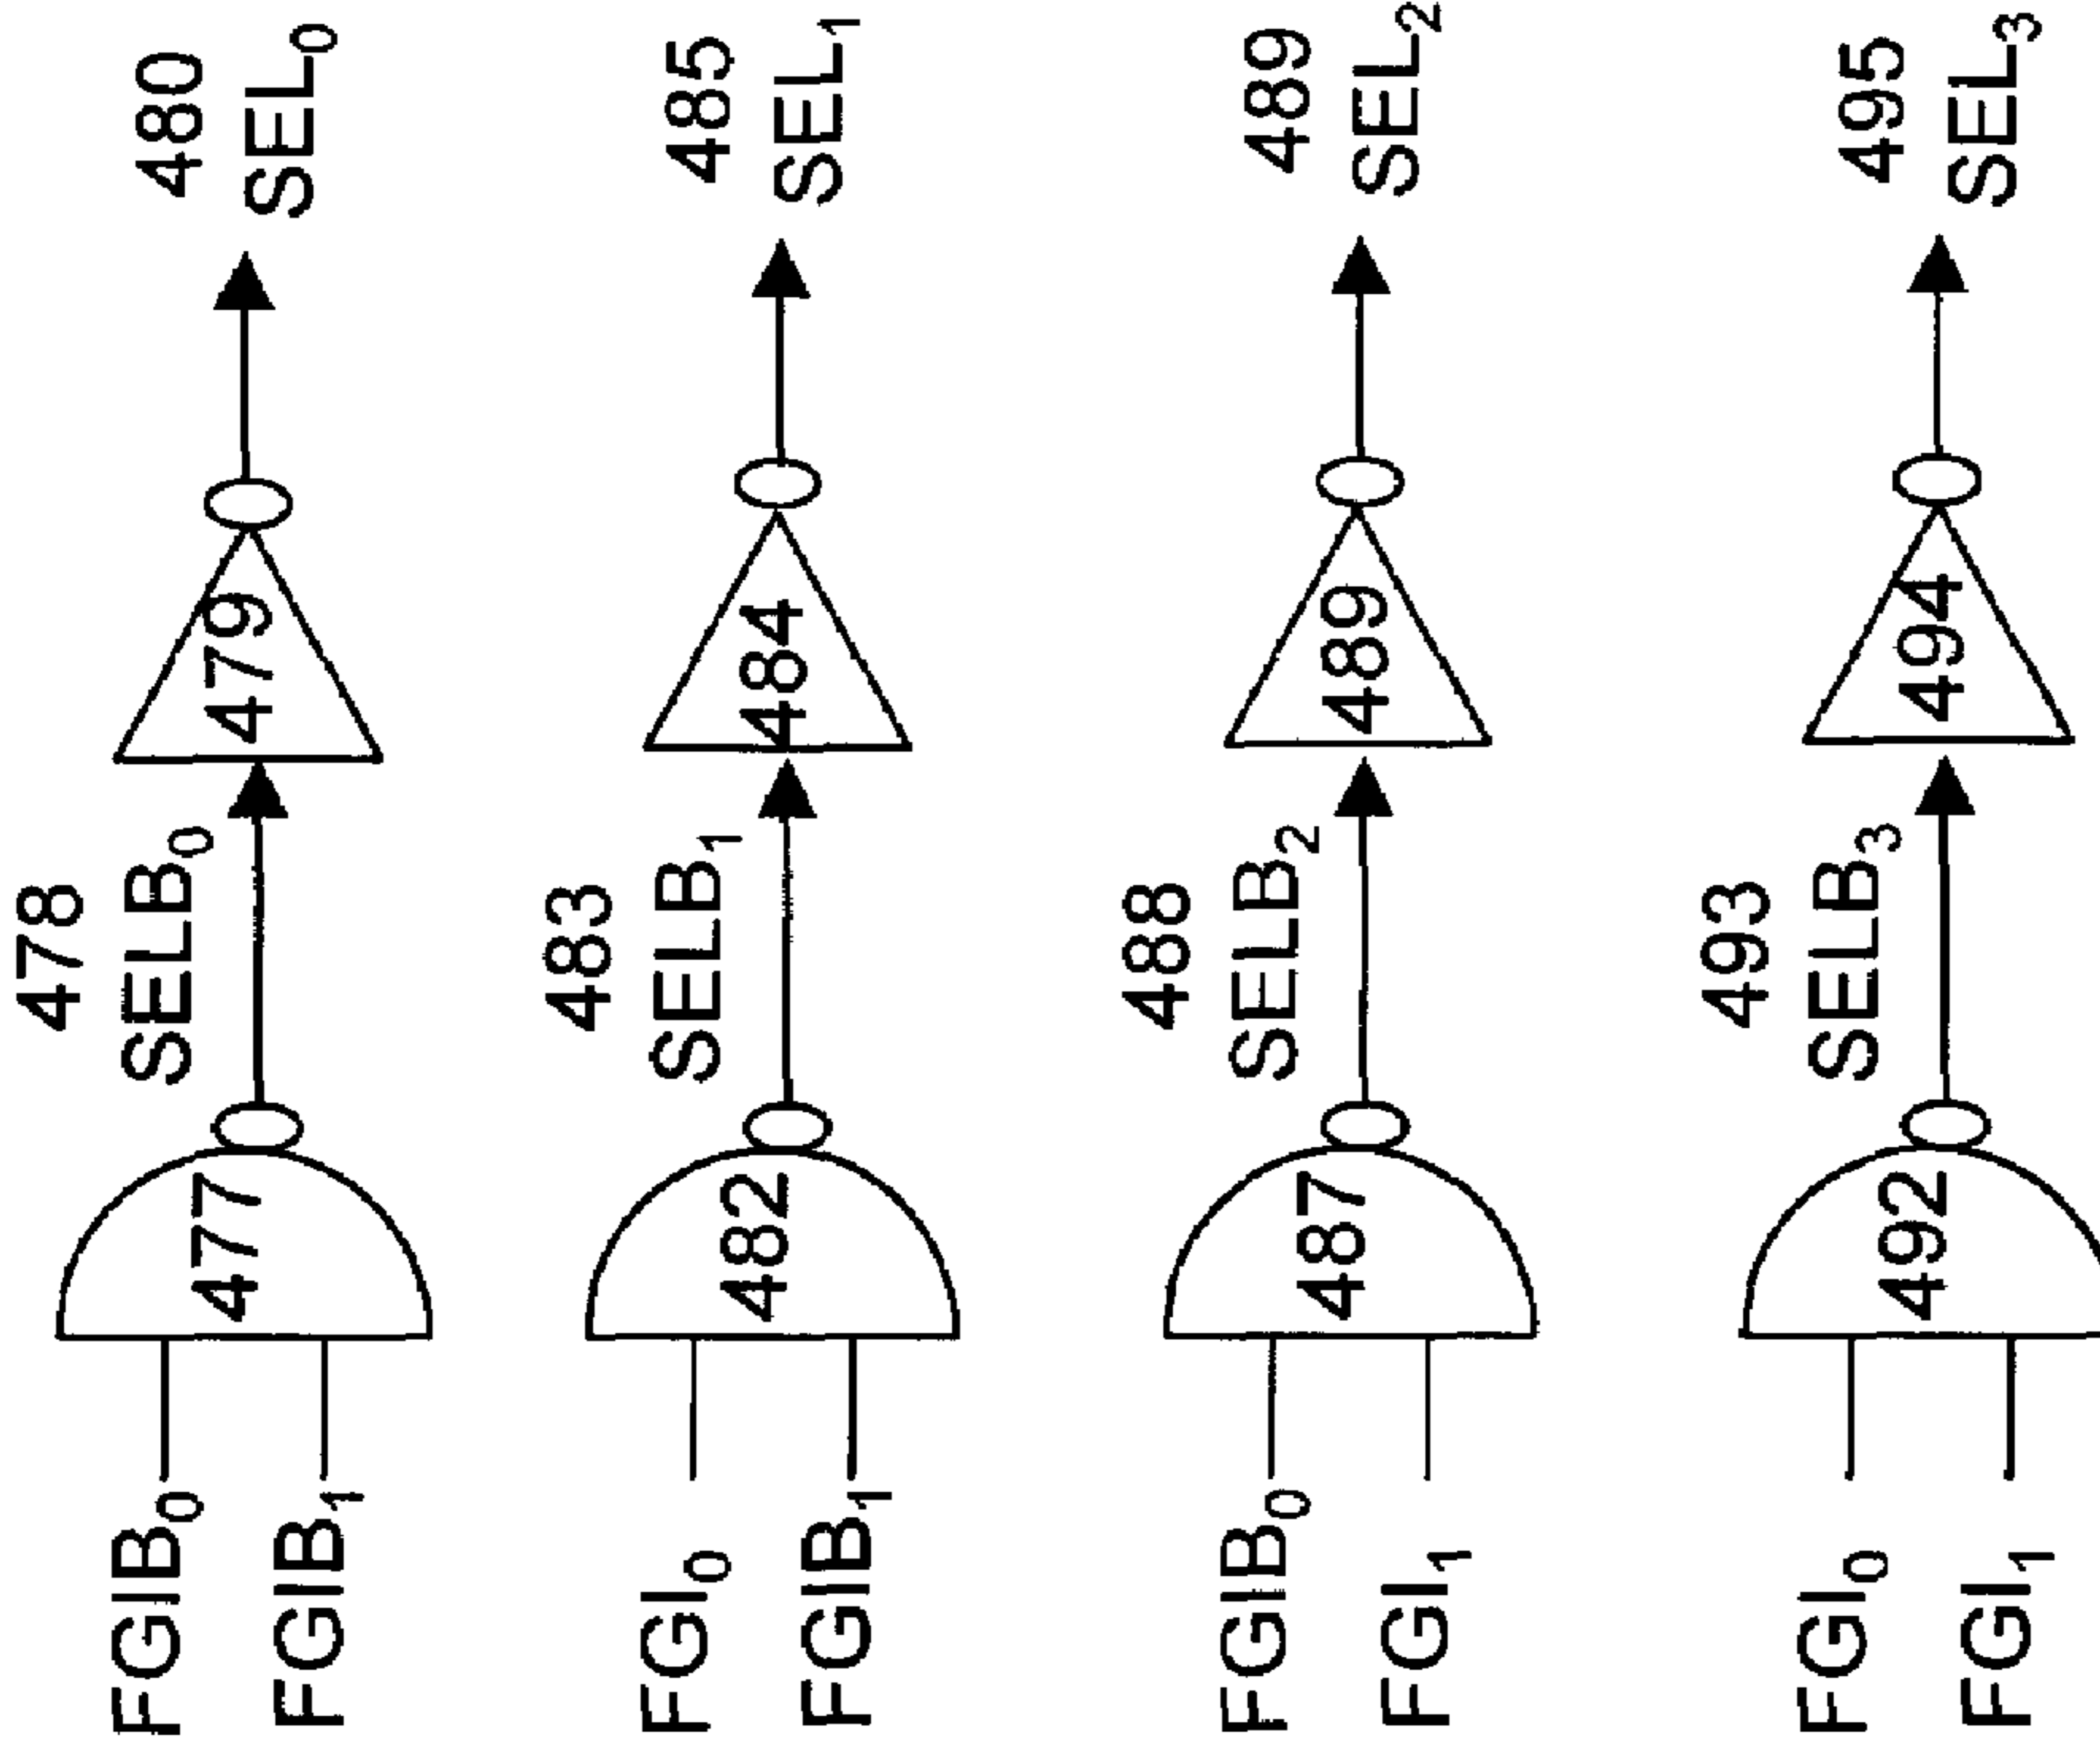 FGIB₀
FGIB₁
477
478
SELB₀
479
480
SEL₀
FGI₀
FGIB₁
482
483
SELB₁
484
485
SEL₁
FGIB₀
FGI₁
487
488
SELB₂
489
489
SEL₂
FGI₀
FGI₁
492
493
SELB₃
494
495
SEL₃